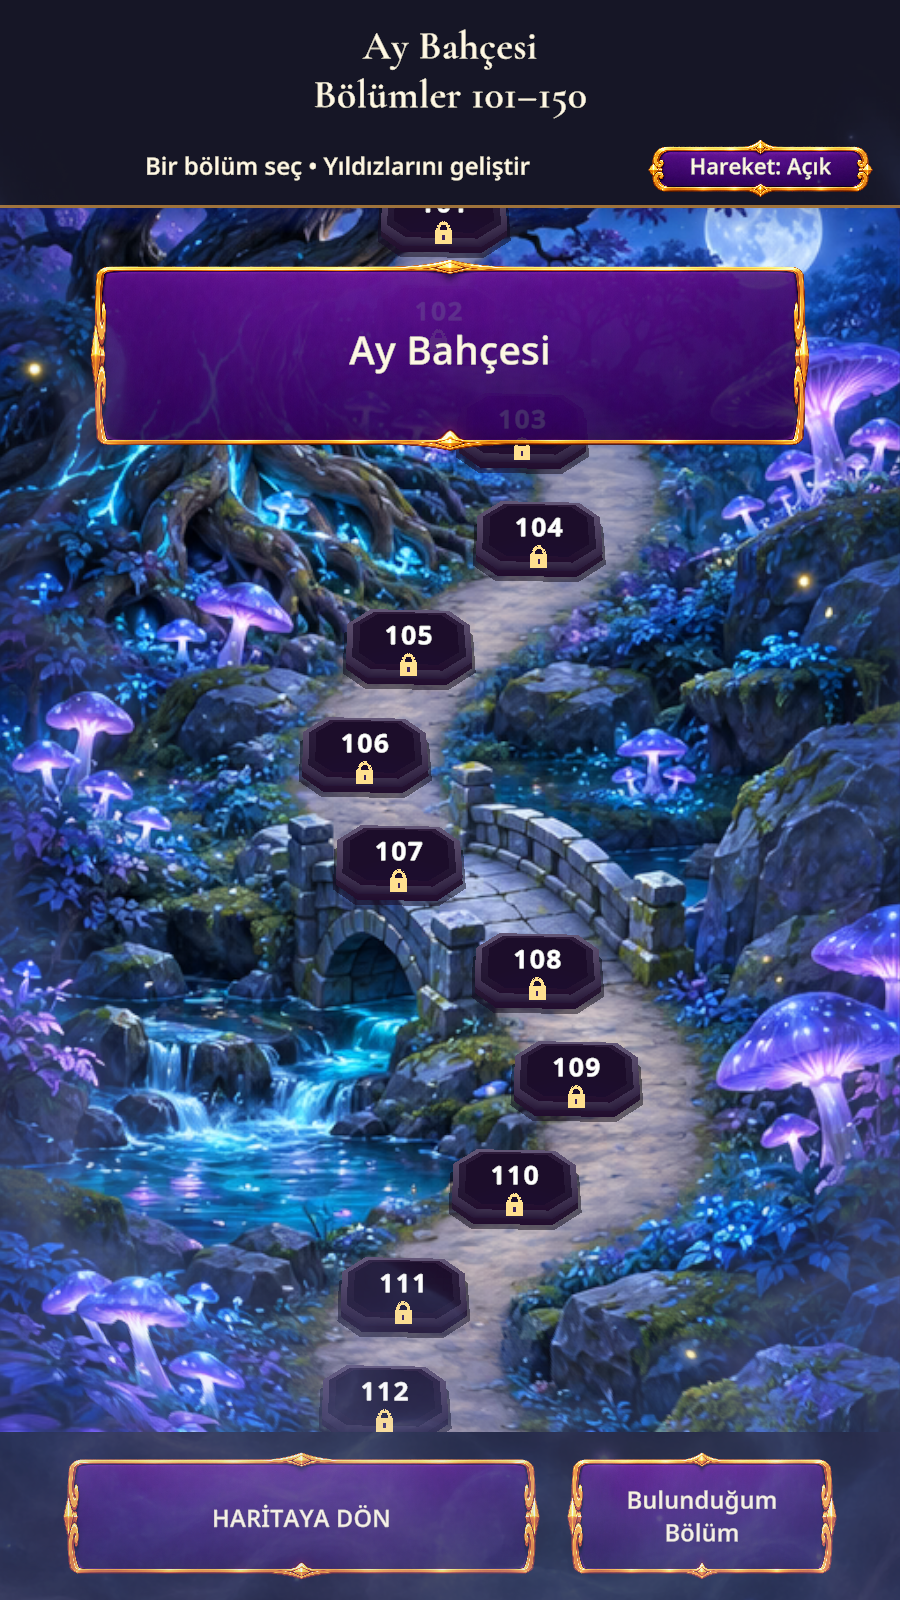 Ay Bahçesi
Bölümler 101–150
Bir bölüm seç • Yıldızlarını geliştir
Hareket: Açık
101
102
Ay Bahçesi
103
104
105
106
107
108
109
110
111
112
HARİTAYA DÖN
Bulunduğum
Bölüm